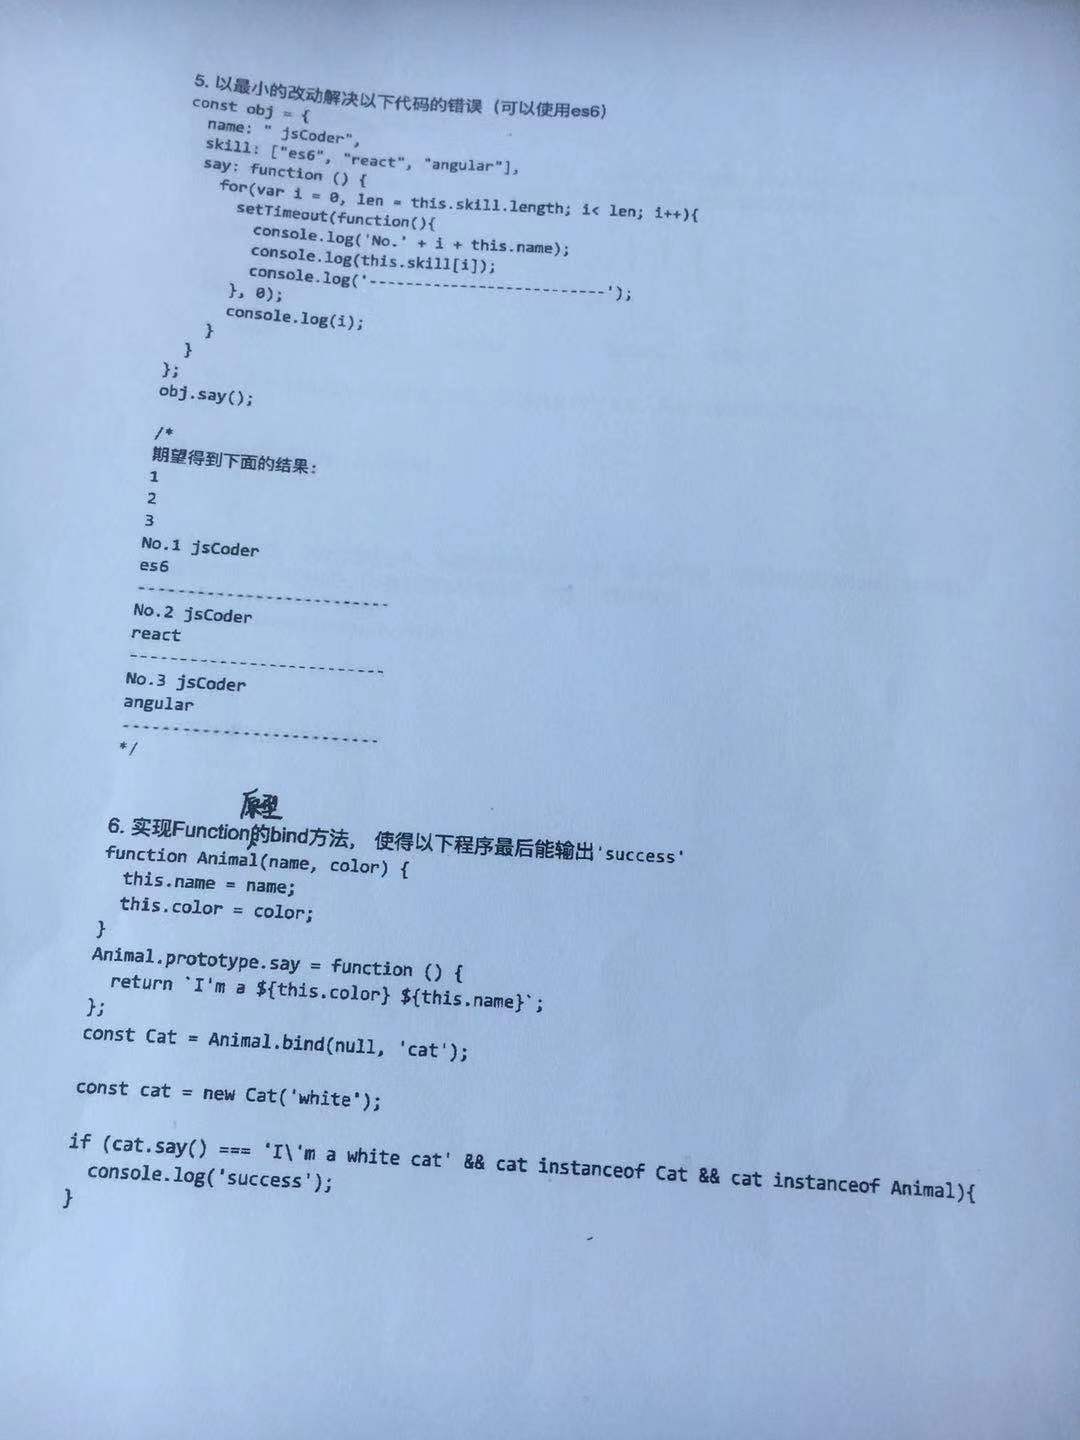 5. 以最小的改动解决以下代码的错误（可以使用es6）
const obj = {
name: " jsCoder",
skill: ["es6", "react", "angular"],
say: function () {
for(var i = 0, len = this.skill.length; i< len; i++){
setTimeout(function(){
console.log('No.' + i + this.name);
console.log(this.skill[i]);
console.log('--------------------------');
}, 0);
console.log(i);
}
}
};
obj.say();
/*
期望得到下面的结果：
1
2
3
No.1 jsCoder
es6
--------------------------
No.2 jsCoder
react
--------------------------
No.3 jsCoder
angular
--------------------------
*/
原型
6. 实现Function的bind方法，使得以下程序最后能输出'success'
function Animal(name, color) {
this.name = name;
this.color = color;
}
Animal.prototype.say = function () {
return `I'm a ${this.color} ${this.name}`;
};
const Cat = Animal.bind(null, 'cat');
const cat = new Cat('white');
if (cat.say() === 'I\'m a white cat' && cat instanceof Cat && cat instanceof Animal){
console.log('success');
}